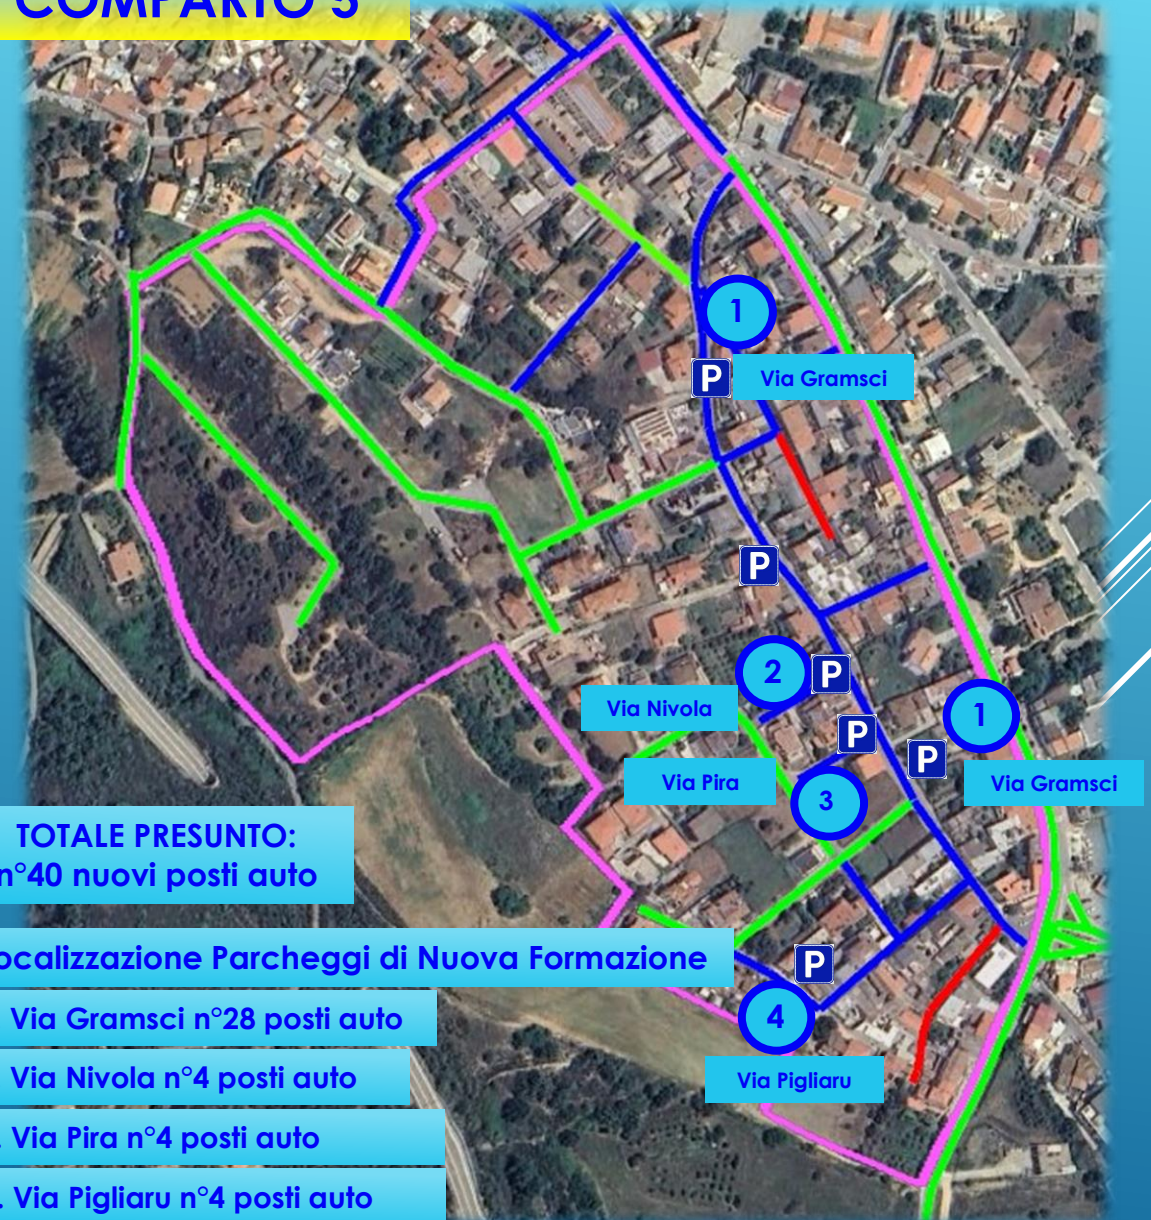 COMPARTO 5
1
P
Via Gramsci
P
2
P
Via Nivola
1
P
P
Via Pira
Via Gramsci
3
TOTALE PRESUNTO:
n°40 nuovi posti auto
ocalizzazione Parcheggi di Nuova Formazione
P
Via Gramsci n°28 posti auto
4
Via Nivola n°4 posti auto
Via Pigliaru
. Via Pira n°4 posti auto
. Via Pigliaru n°4 posti auto